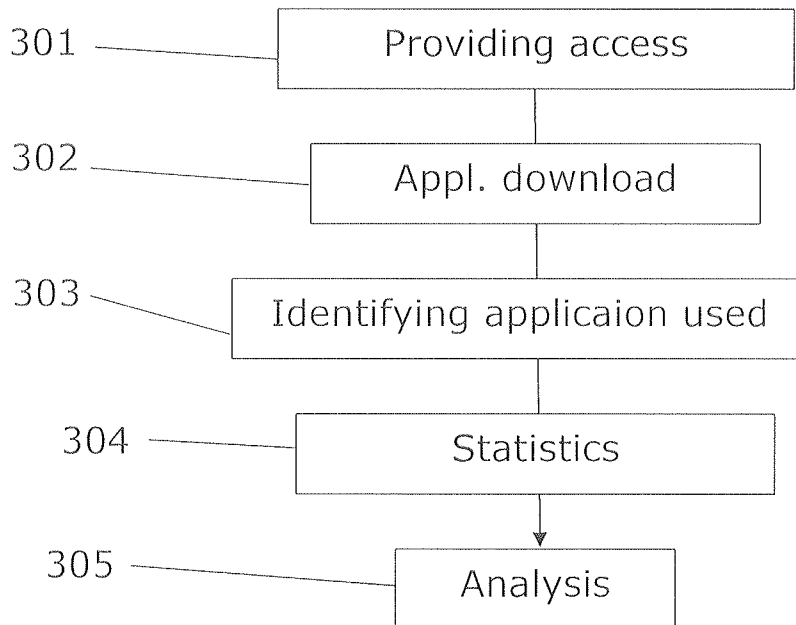 301 Providing access
302 Appl. download
303 Identifying applicaion used
304 Statistics
305 Analysis